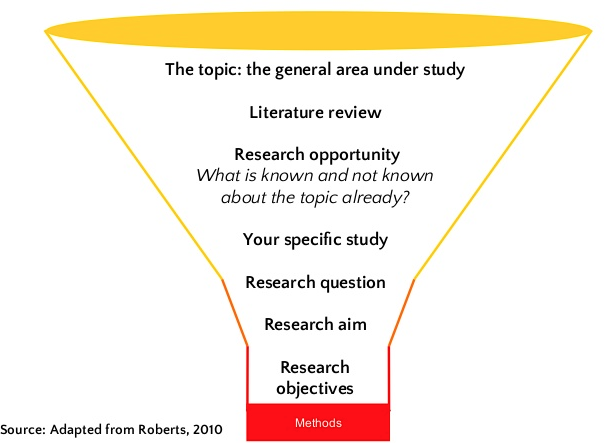 The topic: the general area under study
Literature review
Research opportunity
What is known and not known
about the topic already?
Your specific study
Research question
Research aim
Research
objectives
Methods
Source: Adapted from Roberts, 2010